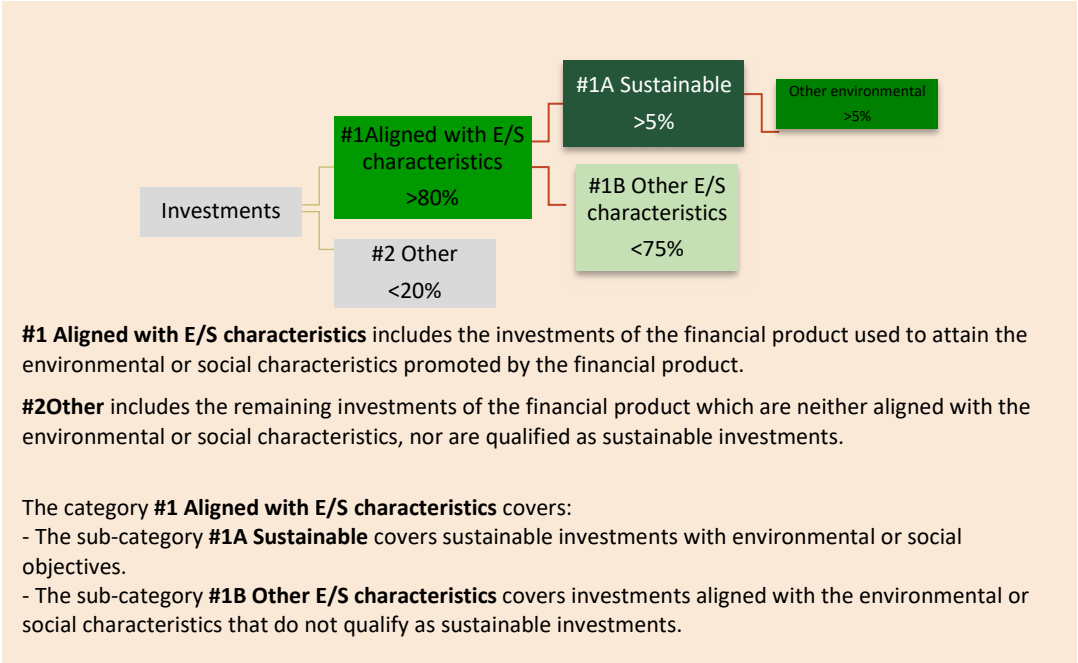 #1A Sustainable
>5%
Other environmental
>5%
#1Aligned with E/S
characteristics
>80%
#1B Other E/S
characteristics
<75%
Investments
#2 Other
<20%
#1 Aligned with E/S characteristics includes the investments of the financial product used to attain the
environmental or social characteristics promoted by the financial product.
#2Other includes the remaining investments of the financial product which are neither aligned with the
environmental or social characteristics, nor are qualified as sustainable investments.
The category #1 Aligned with E/S characteristics covers:
- The sub-category #1A Sustainable covers sustainable investments with environmental or social
objectives.
- The sub-category #1B Other E/S characteristics covers investments aligned with the environmental or
social characteristics that do not qualify as sustainable investments.